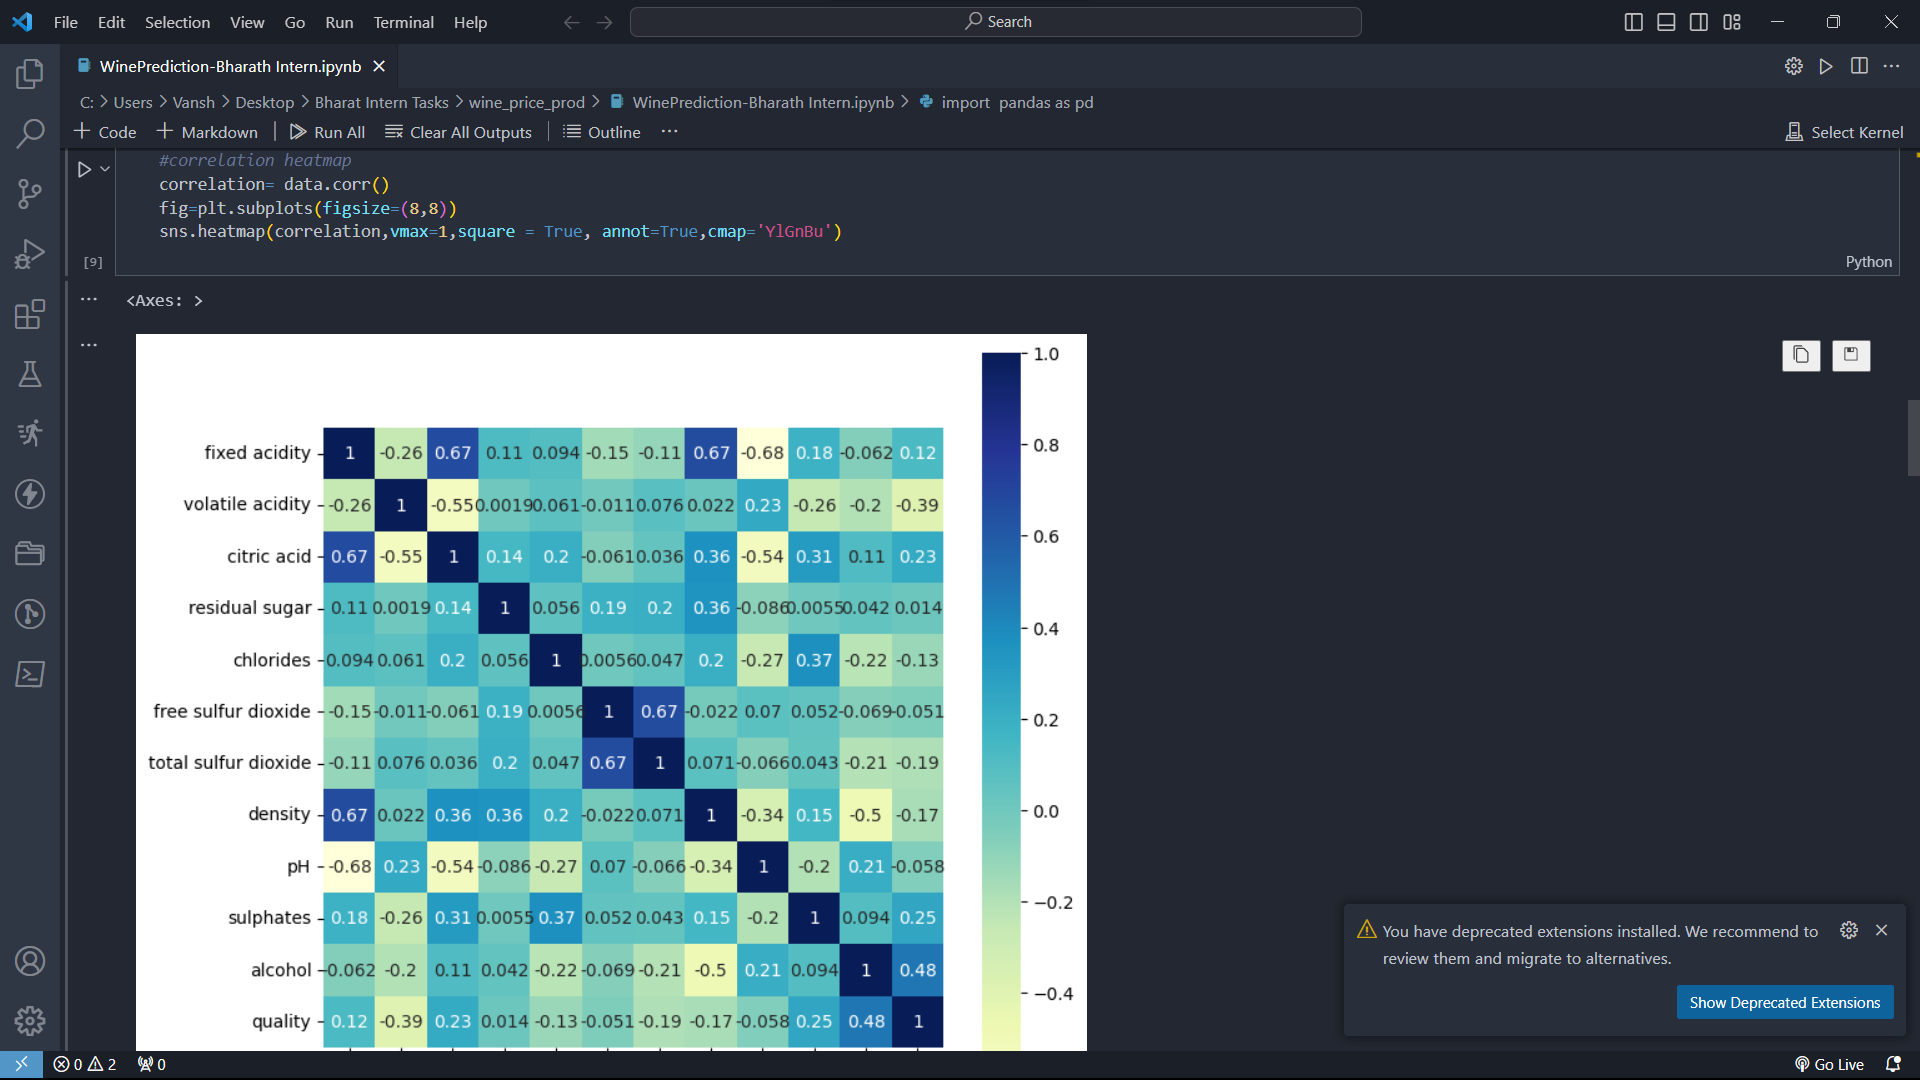 File Edit Selection View Go Run Terminal Help Search
WinePrediction-Bharath Intern.ipynb
C: > Users > Vansh > Desktop > Bharat Intern Tasks > wine_price_prod > WinePrediction-Bharath Intern.ipynb > import pandas as pd
+ Code + Markdown | Run All Clear All Outputs | Outline ... Select Kernel
#correlation heatmap
correlation= data.corr()
fig=plt.subplots(figsize=(8,8))
sns.heatmap(correlation,vmax=1,square = True, annot=True,cmap='YlGnBu')
[9] Python
<Axes: >
1.0
0.8
0.6
0.4
0.2
0.0
−0.2
−0.4
fixed acidity 1 -0.26 0.67 0.11 0.094 -0.15 -0.11 0.67 -0.68 0.18 -0.062 0.12
volatile acidity -0.26 1 -0.55 0.0019 0.061 -0.011 0.076 0.022 0.23 -0.26 -0.2 -0.39
citric acid 0.67 -0.55 1 0.14 0.2 -0.061 0.036 0.36 -0.54 0.31 0.11 0.23
residual sugar 0.11 0.0019 0.14 1 0.056 0.19 0.2 0.36 -0.086 0.0055 0.042 0.014
chlorides 0.094 0.061 0.2 0.056 1 0.0056 0.047 0.2 -0.27 0.37 -0.22 -0.13
free sulfur dioxide -0.15 -0.011 -0.061 0.19 0.0056 1 0.67 -0.022 0.07 0.052 -0.069 -0.051
total sulfur dioxide -0.11 0.076 0.036 0.2 0.047 0.67 1 0.071 -0.066 0.043 -0.21 -0.19
density 0.67 0.022 0.36 0.36 0.2 -0.022 0.071 1 -0.34 0.15 -0.5 -0.17
pH -0.68 0.23 -0.54 -0.086 -0.27 0.07 -0.066 -0.34 1 -0.2 0.21 -0.058
sulphates 0.18 -0.26 0.31 0.0055 0.37 0.052 0.043 0.15 -0.2 1 0.094 0.25
alcohol -0.062 -0.2 0.11 0.042 -0.22 -0.069 -0.21 -0.5 0.21 0.094 1 0.48
quality 0.12 -0.39 0.23 0.014 -0.13 -0.051 -0.19 -0.17 -0.058 0.25 0.48 1
You have deprecated extensions installed. We recommend to
review them and migrate to alternatives.
Show Deprecated Extensions
0 2 0 Go Live